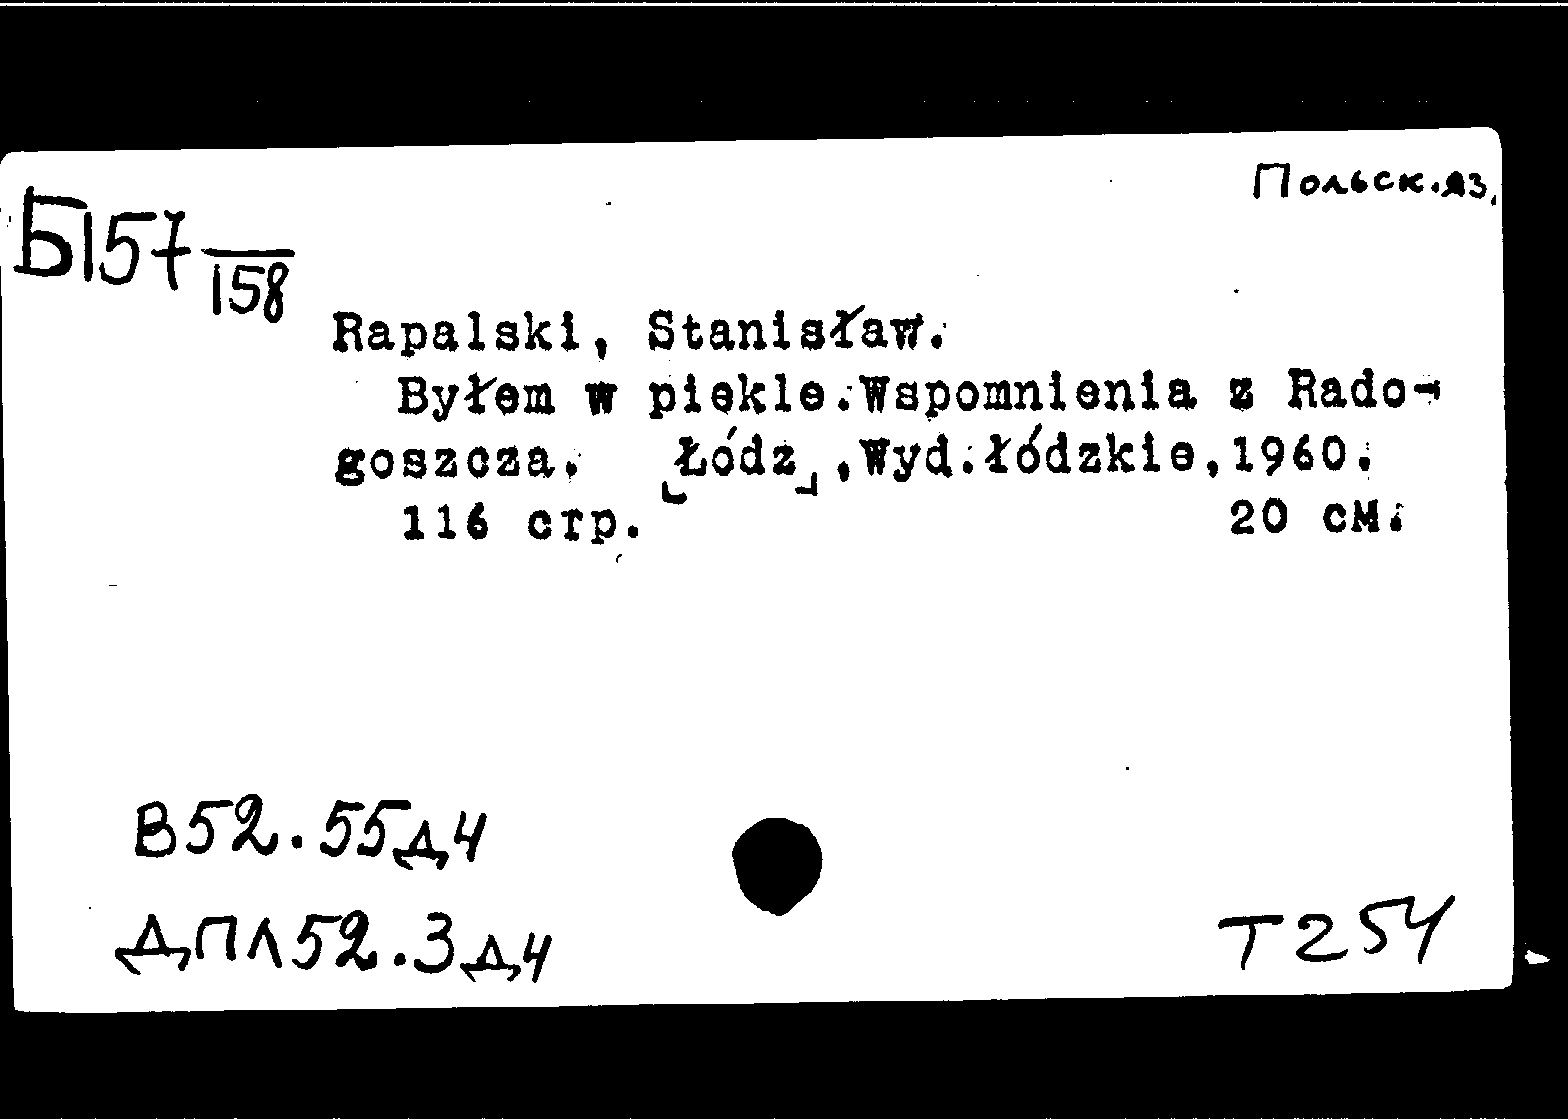 Польск.яз.
Б157
158
Rapalski, Stanisław.
Byłem w piekle.Wspomnienia z Rado-
goszcza. [Łódz],Wyd.łódzkie,1960.
116 стр. 20 см.
В52.55д4
ДПЛ52.3д4
Т254